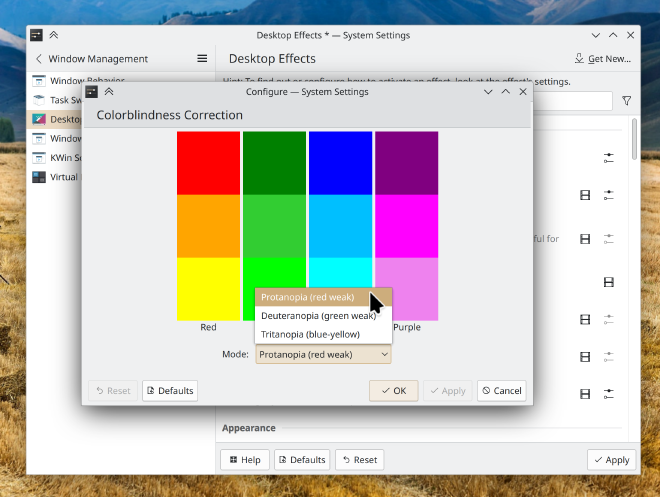 Desktop Effects * — System Settings
Window Management
Desktop Effects
Get New...
Window Behavior
Hint: To find out or configure how to activate an effect, look at the effect's settings.
Configure — System Settings
Task Sw
Colorblindness Correction
Deskto
Window
KWin Sc
Virtual
ful for
Protanopia (red weak)
Deuteranopia (green weak)
Tritanopia (blue-yellow)
Red
Purple
Mode:
Protanopia (red weak)
Reset
Defaults
OK
Apply
Cancel
Appearance
Help
Defaults
Reset
Apply